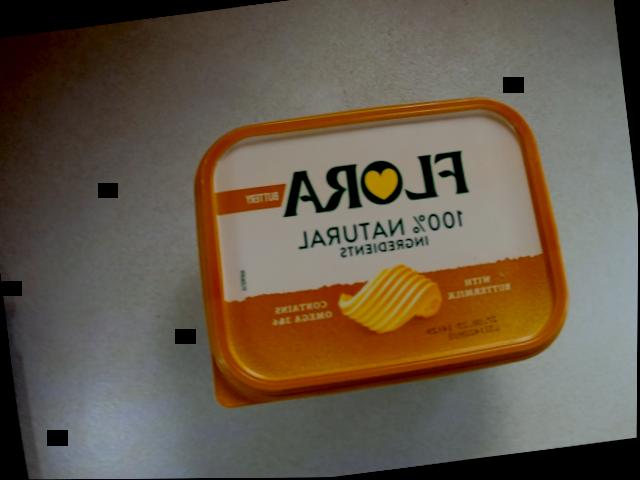 FLORA
BUTTERY
100% NATURAL
INGREDIENTS
WITH
BUTTERMILK
CONTAINS
OMEGA 3&6